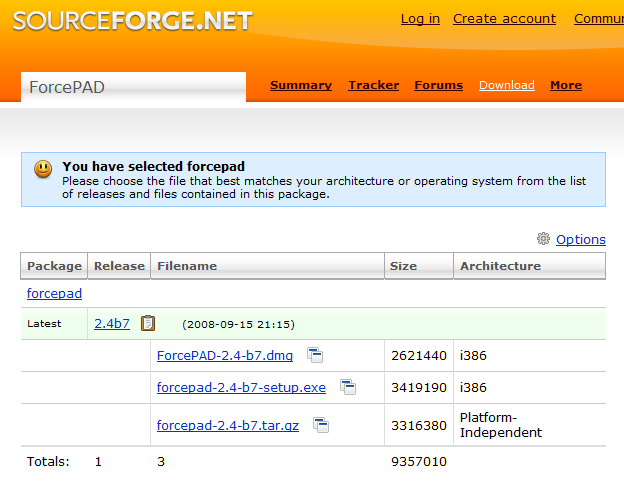 SOURCEFORGE.NET
Log in Create account Commu
ForcePAD
Summary Tracker Forums Download More
You have selected forcepad
Please choose the file that best matches your architecture or operating system from the list
of releases and files contained in this package.
Options
Package Release Filename Size Architecture
forcepad
Latest 2.4b7 (2008-09-15 21:15)
ForcePAD-2.4-b7.dmg 2621440 i386
forcepad-2.4-b7-setup.exe 3419190 i386
forcepad-2.4-b7.tar.gz 3316380 Platform-
Independent
Totals: 1 3 9357010